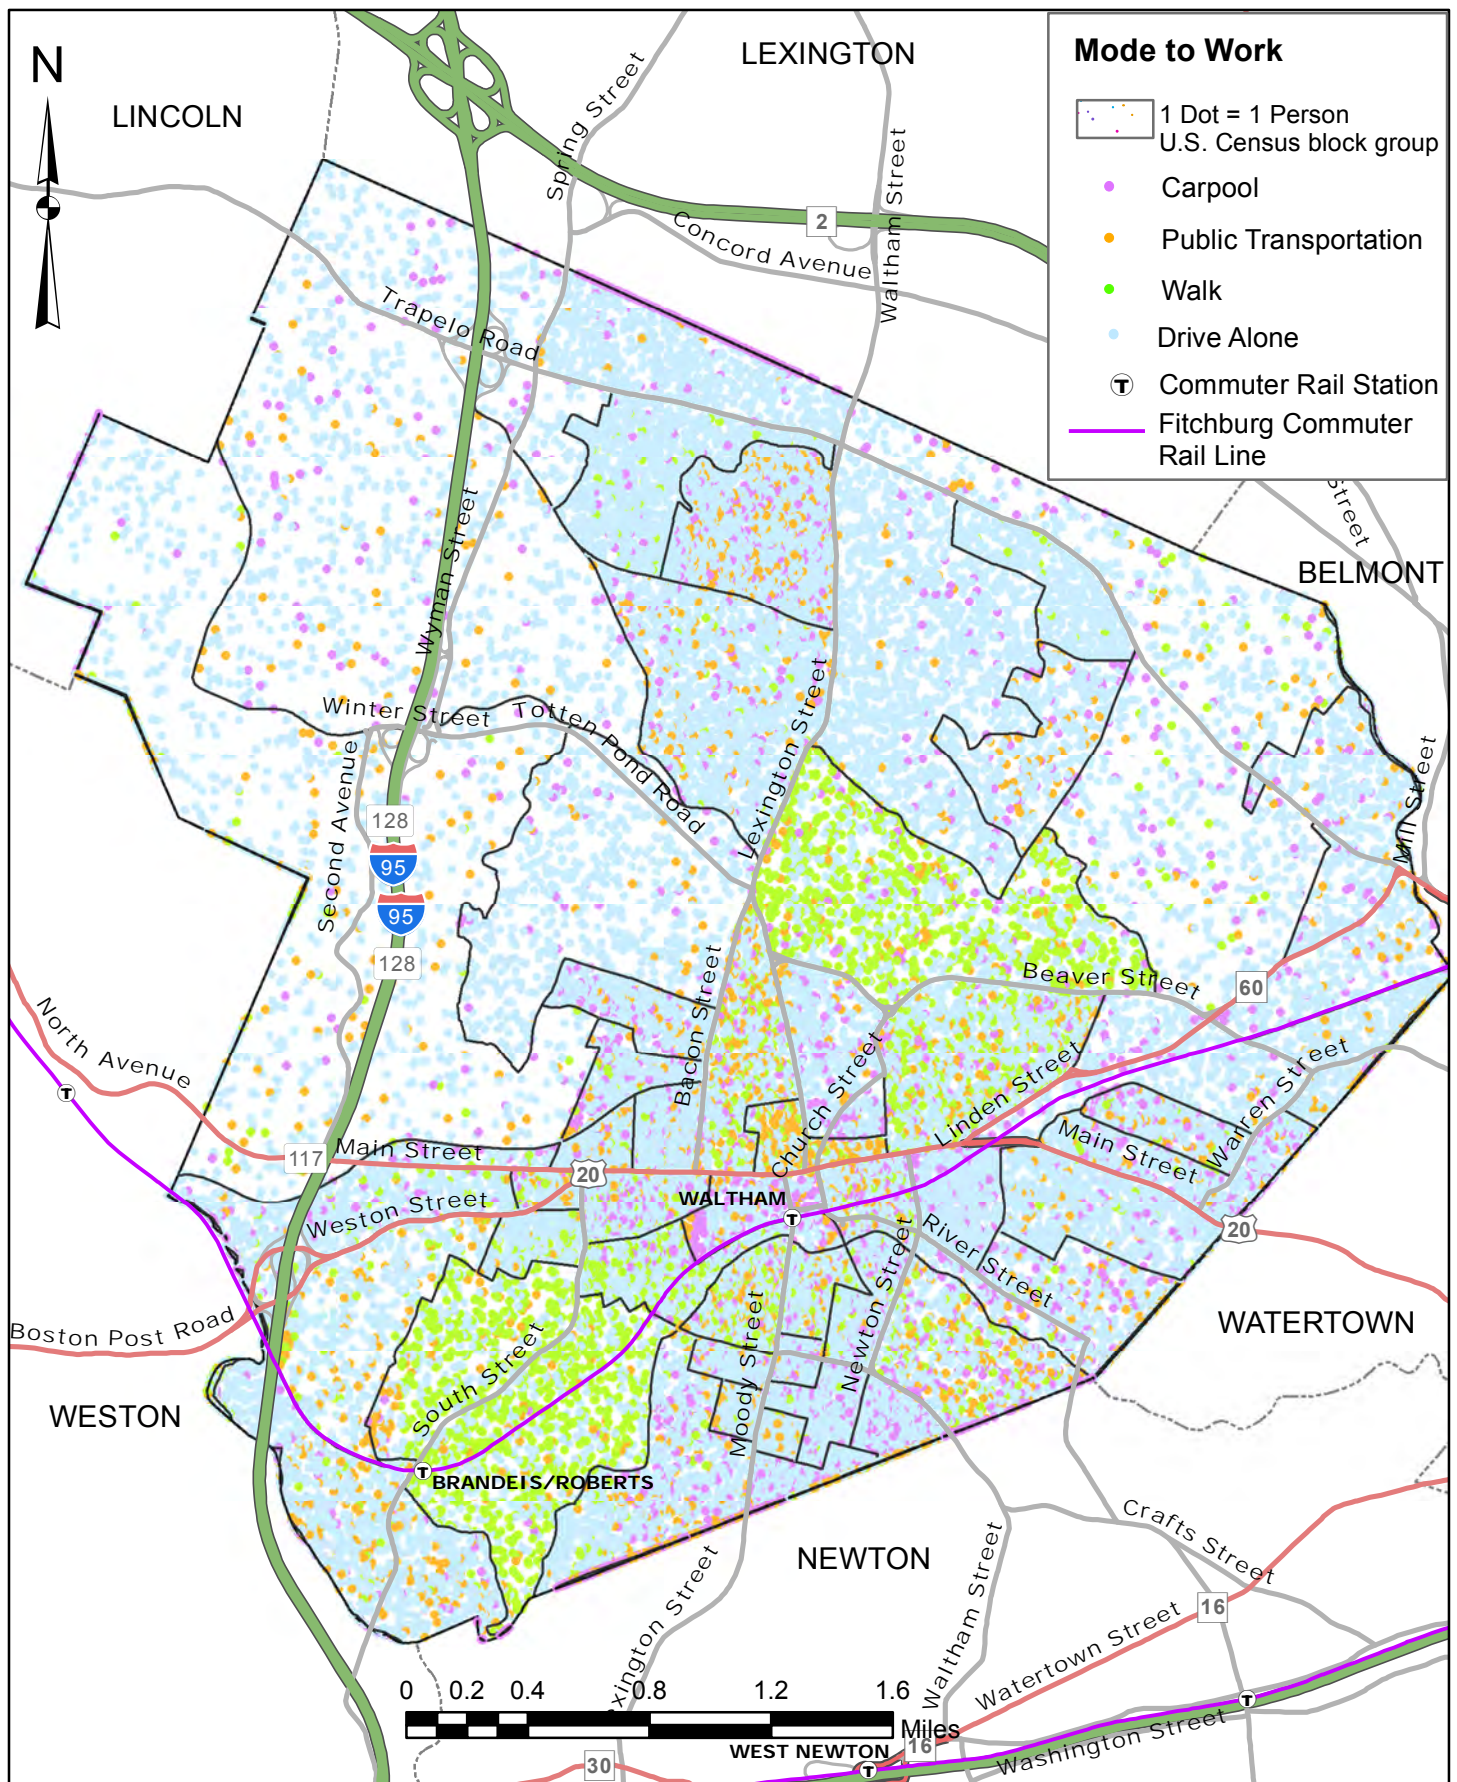 N
LINCOLN
LEXINGTON
Mode to Work
1 Dot = 1 Person
U.S. Census block group
Carpool
Public Transportation
Walk
Drive Alone
T
Commuter Rail Station
Fitchburg Commuter
Rail Line
Spring Street
Waltham Street
2
Concord Avenue
Trapelo Road
Street
BELMONT
Wyman Street
Winter Street
Totten Pond Road
Lexington Street
Second Avenue
Mill Street
128
95
95
128
Bacon Street
Beaver Street
60
North Avenue
T
Church Street
Linden Street
Warren Street
Main Street
117
Main Street
20
Weston Street
WALTHAM
T
River Street
20
Boston Post Road
South Street
Moody Street
Newton Street
WATERTOWN
WESTON
T
BRANDEIS/ROBERTS
NEWTON
Crafts Street
16
Waltham Street
Watertown Street
xington Street
0 0.2 0.4 0.8 1.2 1.6
Miles
T
Washington Street
WEST NEWTON
16
T
30